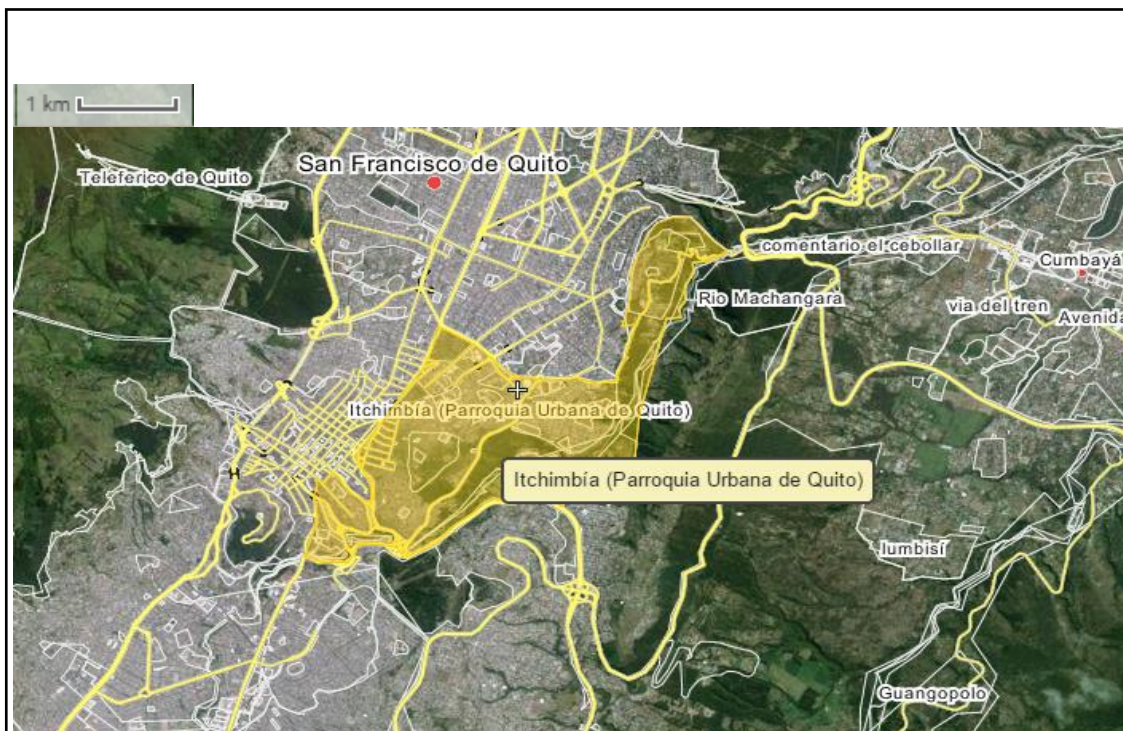 1 km
San Francisco de Quito
Teleferico de Quito
comentario el cebollar
Cumbayá
Rio Machangara
via del tren
Avenida
Itchimbía (Parroquia Urbana de Quito)
Itchimbía (Parroquia Urbana de Quito)
lumbisí
Guangopolo